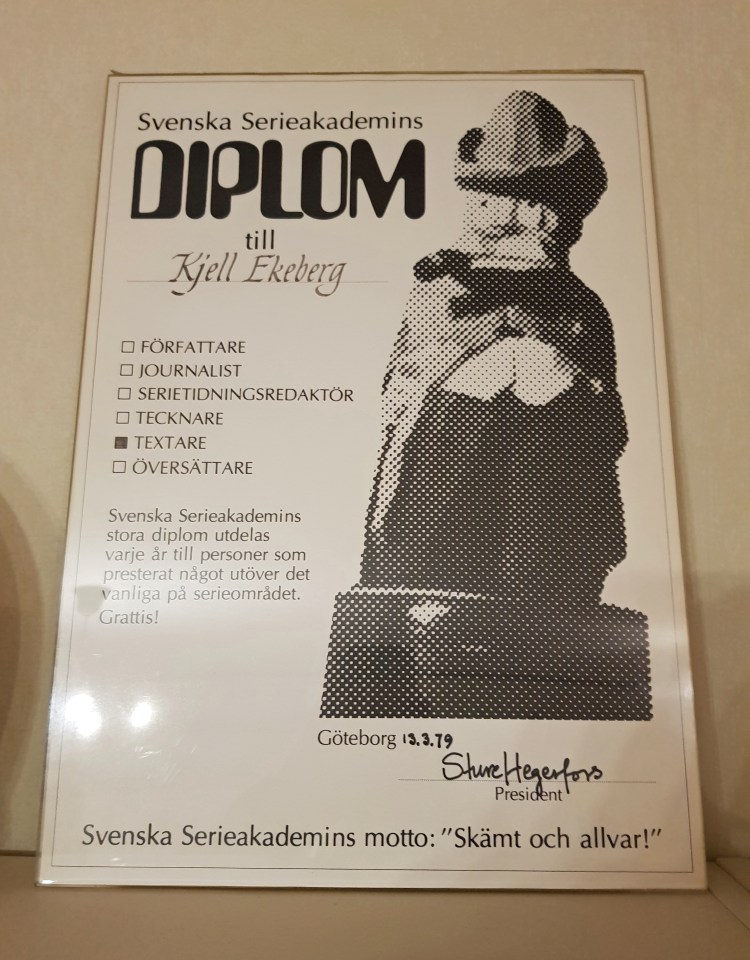 Svenska Serieakademins
DIPLOM
till
Kjell Ekeberg
☐ FÖRFATTARE
☐ JOURNALIST
☐ SERIETIDNINGSREDAKTÖR
☐ TECKNARE
■ TEXTARE
☐ ÖVERSÄTTARE
Svenska Serieakademins
stora diplom utdelas
varje år till personer som
presterat något utöver det
vanliga på serieområdet.
Grattis!
Göteborg 13.3.79
Sture Hegerfors
President
Svenska Serieakademins motto: "Skämt och allvar!"